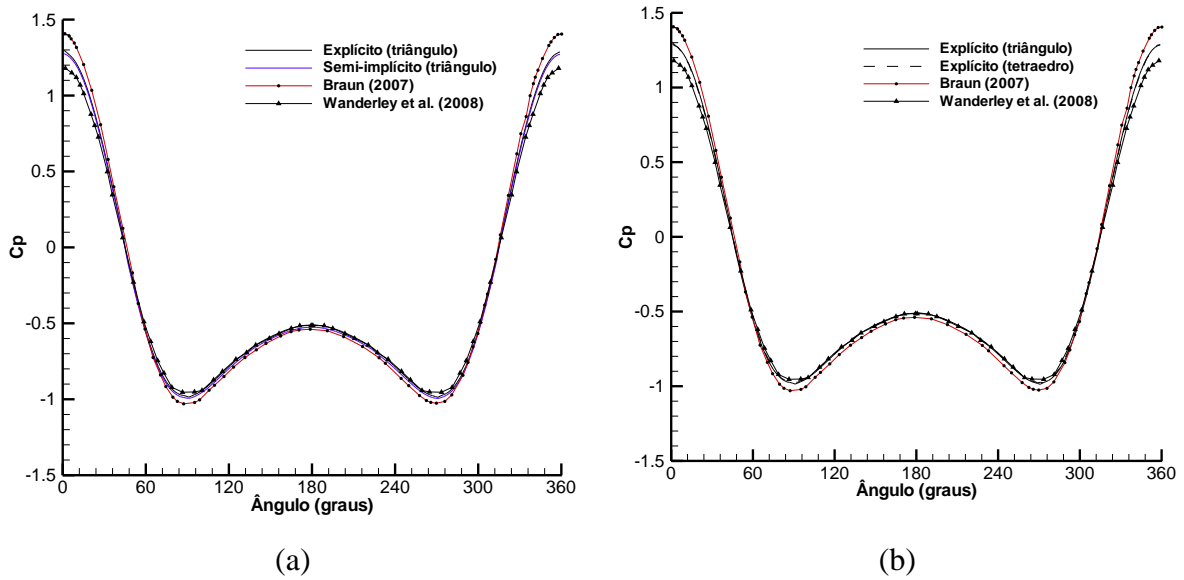 Explícito (triângulo)
Semi-implícito (triângulo)
Braun (2007)
Wanderley et al. (2008)
Cp
1.5
1
0.5
0
-0.5
-1
-1.5
0 60 120 180 240 300 360
Ângulo (graus)
(a)
Explícito (triângulo)
Explícito (tetraedro)
Braun (2007)
Wanderley et al. (2008)
Cp
1.5
1
0.5
0
-0.5
-1
-1.5
0 60 120 180 240 300 360
Ângulo (graus)
(b)